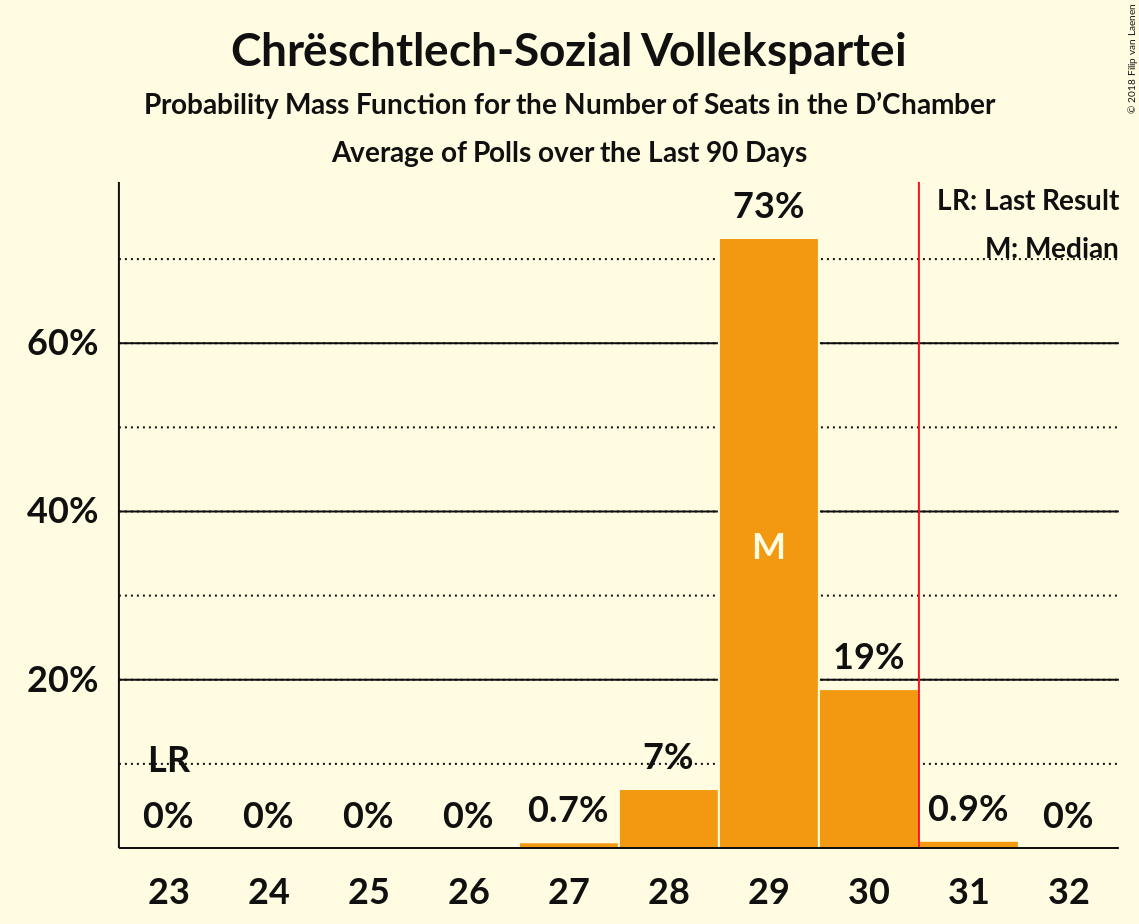 Chrëschtlech-Sozial Vollekspartei
Probability Mass Function for the Number of Seats in the D’Chamber
Average of Polls over the Last 90 Days
© 2018 Filip van Laenen
LR: Last Result
M: Median
73%
60%
40%
M
19%
20%
LR
7%
0% 0% 0% 0% 0.7% 0.9% 0%
23 24 25 26 27 28 29 30 31 32